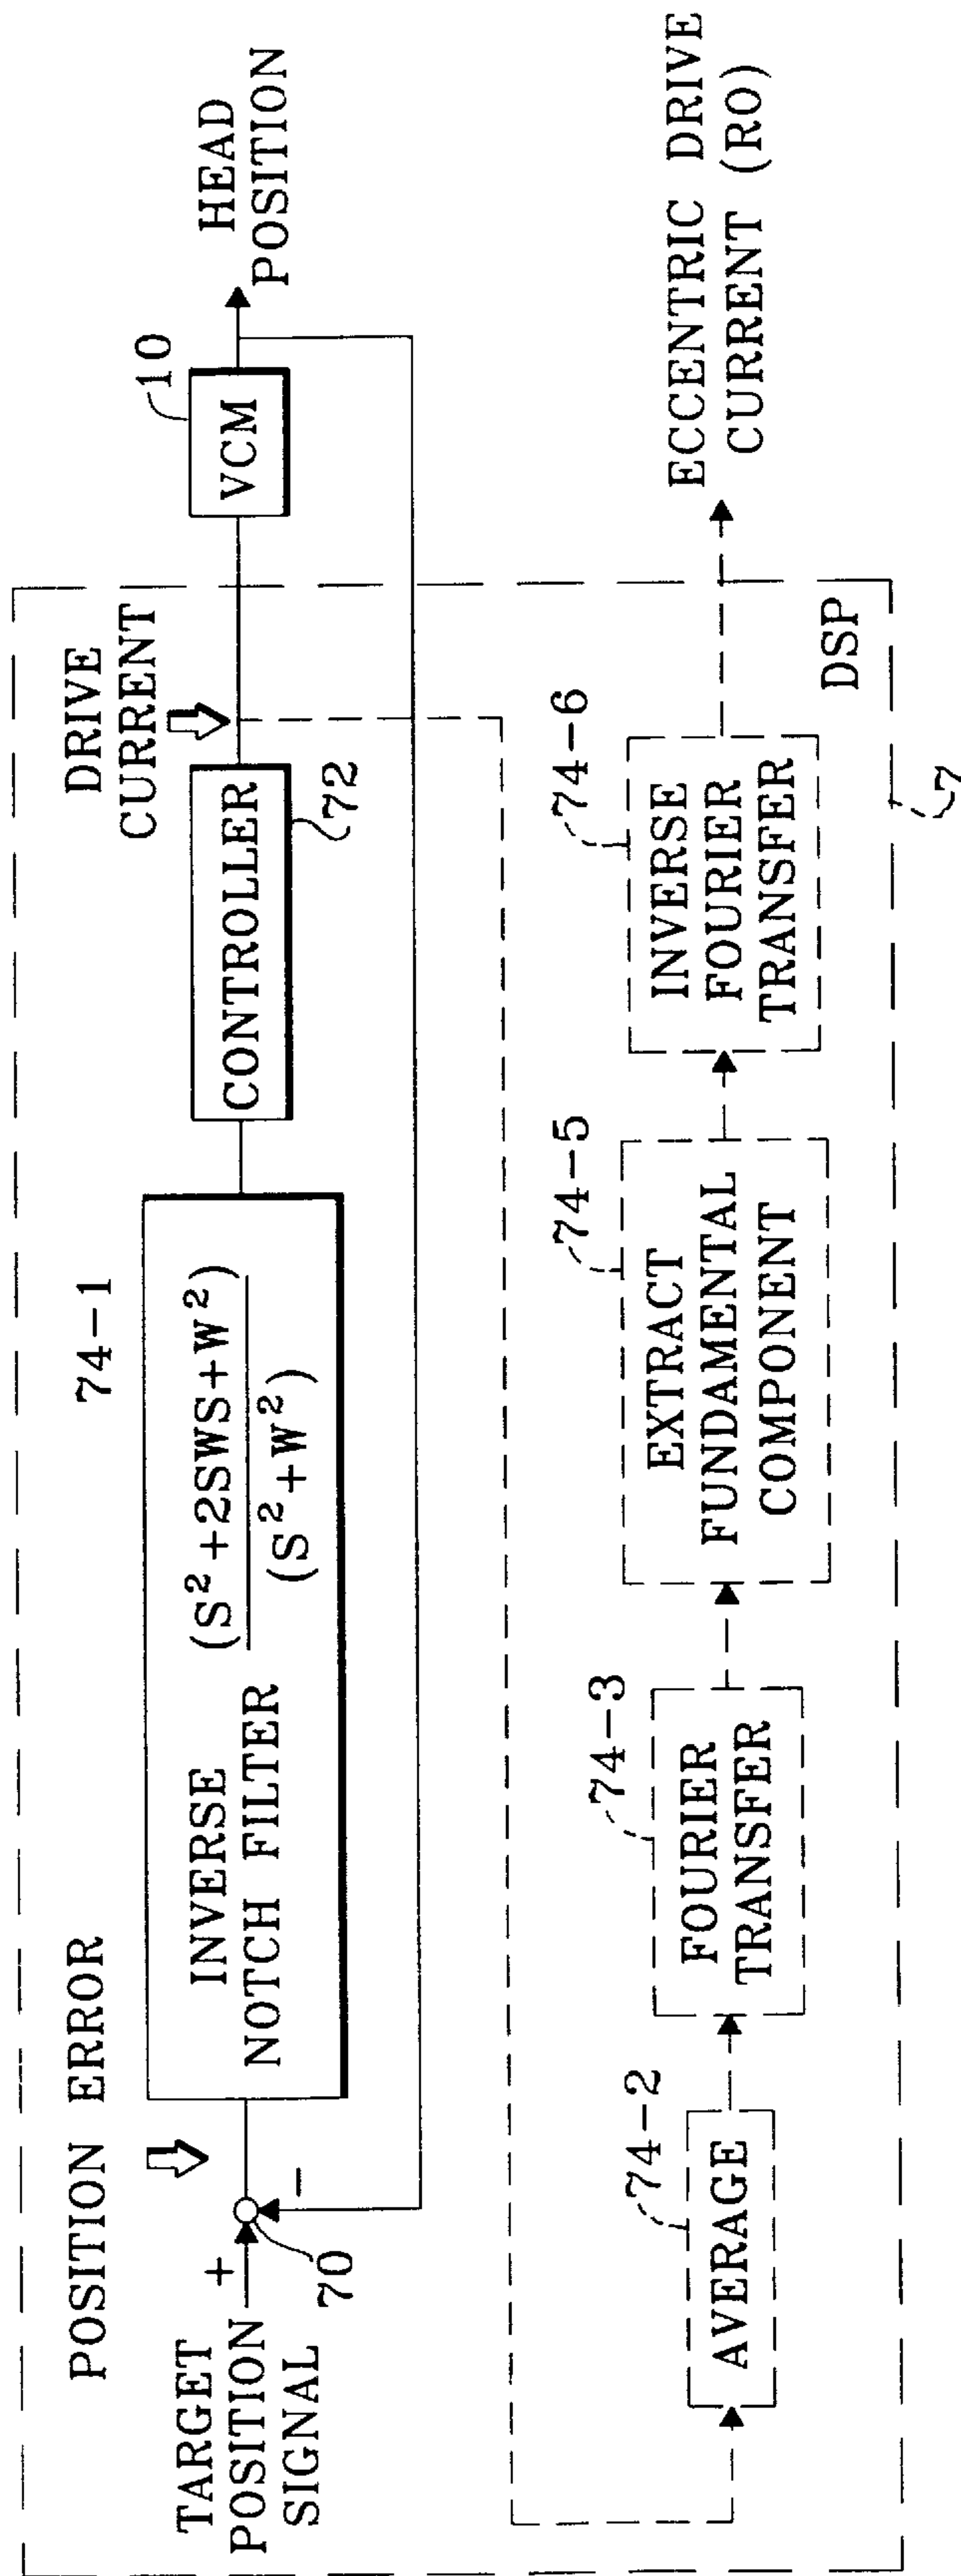 POSITION ERROR
TARGET
POSITION
SIGNAL
+
−
70
74-1
INVERSE
NOTCH FILTER
(S²+2SWS+W²)
(S²+W²)
CONTROLLER
72
DRIVE
CURRENT
VCM
10
HEAD
POSITION
AVERAGE
74-2
FOURIER
TRANSFER
74-3
EXTRACT
FUNDAMENTAL
COMPONENT
74-5
INVERSE
FOURIER
TRANSFER
74-6
DSP
7
ECCENTRIC DRIVE
CURRENT (RO)